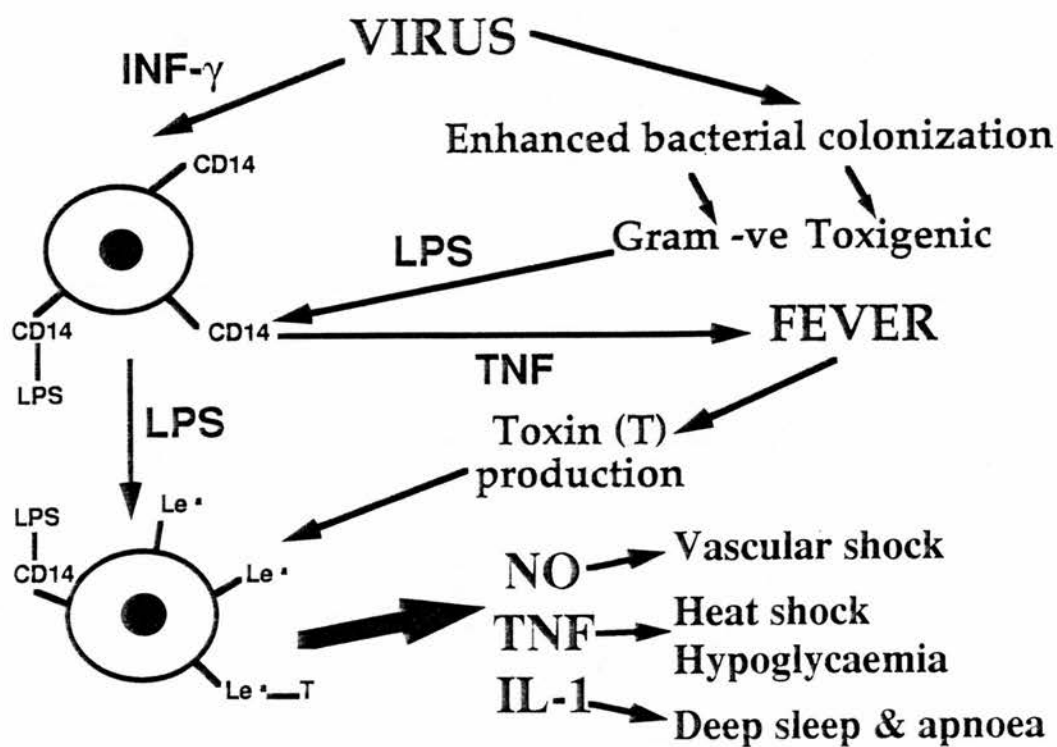 VIRUS
INF-γ
Enhanced bacterial colonization
CD14
Gram -ve Toxigenic
LPS
CD14
CD14
FEVER
LPS
TNF
LPS
Toxin (T)
production
Le ᵃ
LPS
CD14
Le ᵃ
NO
Vascular shock
TNF
Heat shock
Hypoglycaemia
IL-1
Le ᵃ—T
Deep sleep & apnoea